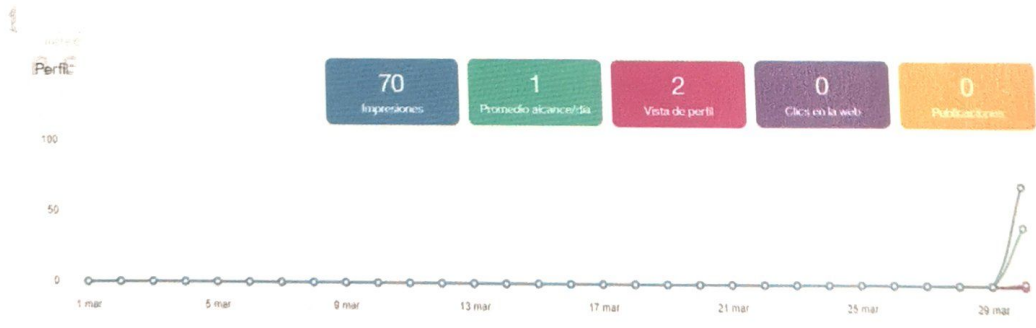 Perfil
70
Impresiones
1
Promedio alcance/día
2
Vista de perfil
0
Clics en la web
0
Publicaciones
100
50
0
1 mar
5 mar
9 mar
13 mar
17 mar
21 mar
25 mar
29 mar